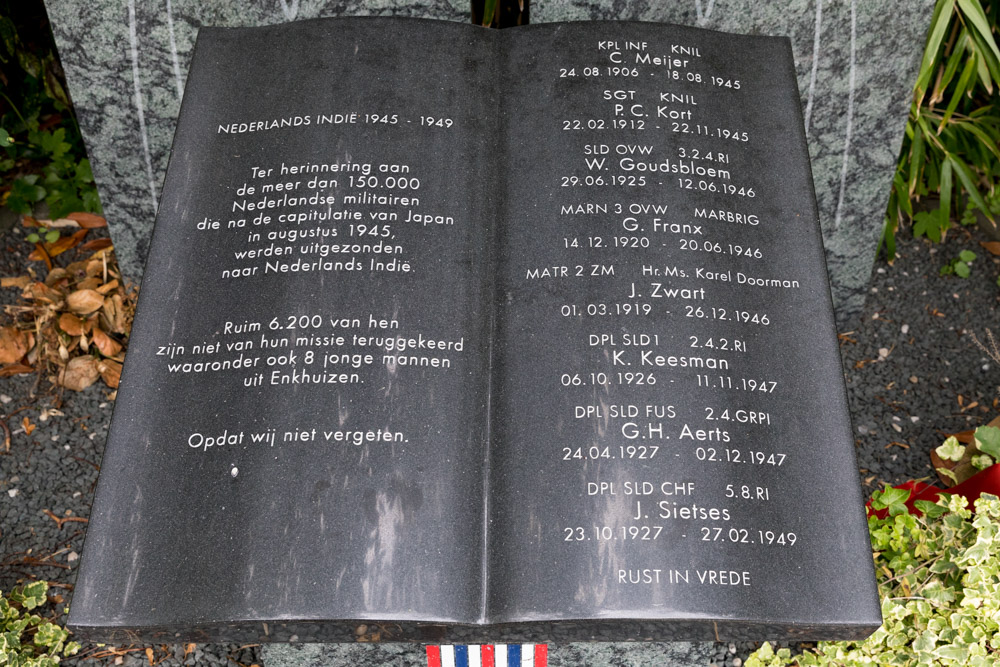 NEDERLANDS INDIË 1945 - 1949
Ter herinnering aan
de meer dan 150.000
Nederlandse militairen
die na de capitulatie van Japan
in augustus 1945,
werden uitgezonden
naar Nederlands Indië.
Ruim 6.200 van hen
zijn niet van hun missie teruggekeerd
waaronder ook 8 jonge mannen
uit Enkhuizen.
Opdat wij niet vergeten.
KPL INF KNIL
C. Meijer
24.08.1906 - 18.08.1945
SGT KNIL
P.C. Kort
22.02.1912 - 22.11.1945
SLD OVW 3.2.4.RI
W. Goudsbloem
29.06.1925 - 12.06.1946
MARN 3 OVW MARBRIG
G. Franx
14.12.1920 - 20.06.1946
MATR 2 ZM Hr. Ms. Karel Doorman
J. Zwart
01.03.1919 - 26.12.1946
DPL SLD1 2.4.2.RI
K. Keesman
06.10.1926 - 11.11.1947
DPL SLD FUS 2.4.GRPI
G.H. Aerts
24.04.1927 - 02.12.1947
DPL SLD CHF 5.8.RI
J. Sietses
23.10.1927 - 27.02.1949
RUST IN VREDE